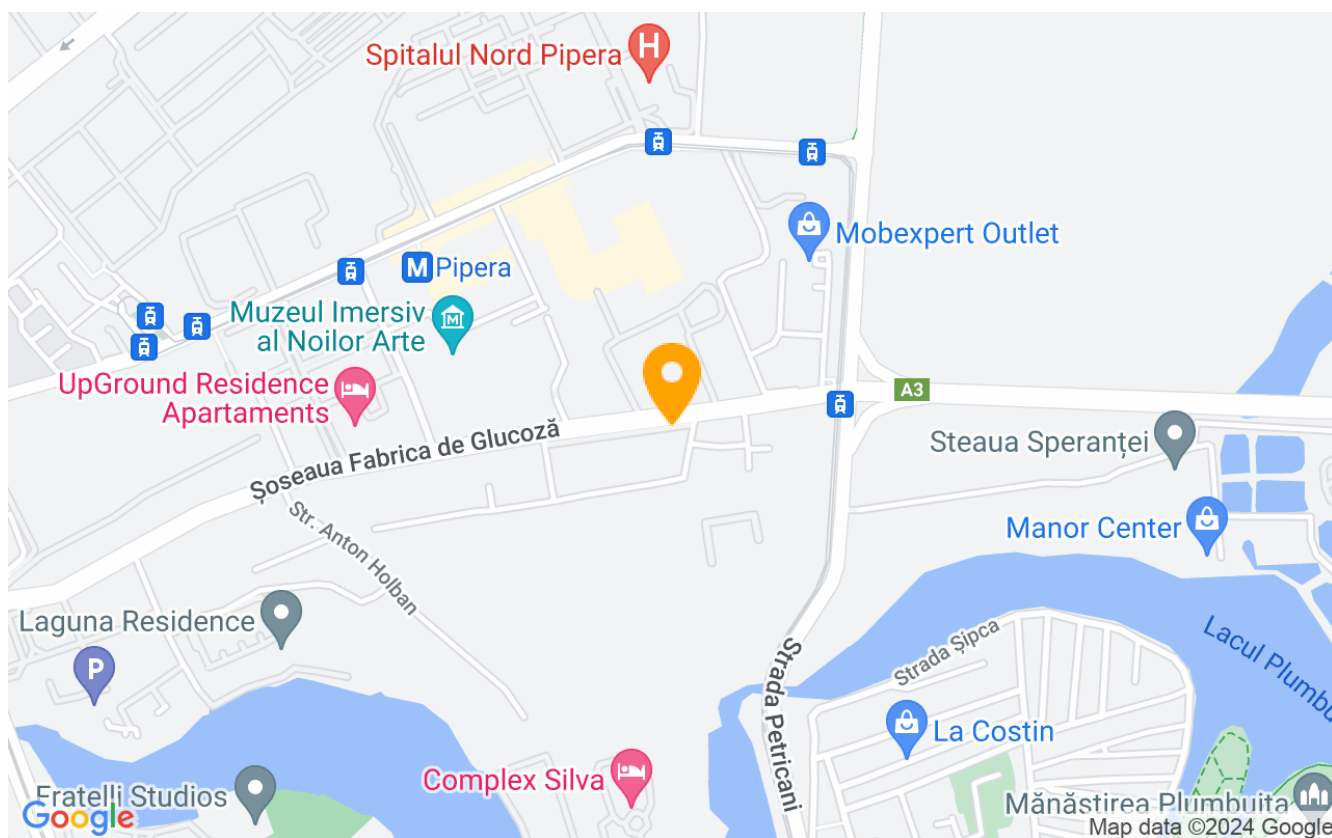 Spitalul Nord Pipera
H
Mobexpert Outlet
M Pipera
Muzeul Imersiv
al Noilor Arte
M
UpGround Residence
Apartaments
A3
Șoseaua Fabrica de Glucoză
Steaua Speranței
Str. Anton Holban
Manor Center
Laguna Residence
P
Strada Șipca
Lacul Plumbu
Strada Petricani
La Costin
Complex Silva
Fratelli Studios
Mănăstirea Plumbuita
Google
Map data ©2024 Google